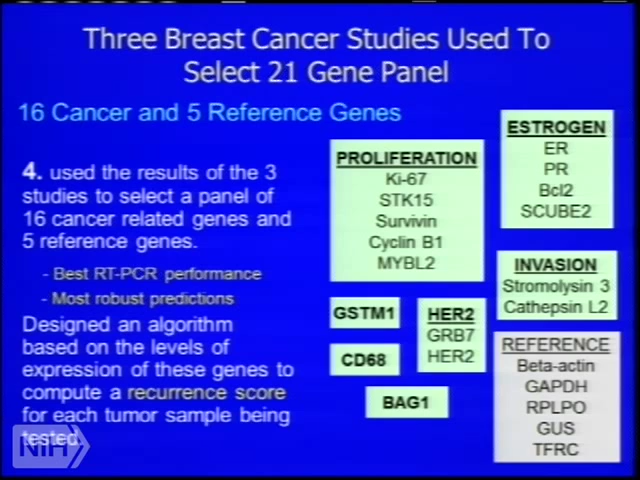 Three Breast Cancer Studies Used To
Select 21 Gene Panel
16 Cancer and 5 Reference Genes
4. used the results of the 3
studies to select a panel of
16 cancer related genes and
5 reference genes.
- Best RT-PCR performance
- Most robust predictions
Designed an algorithm
based on the levels of
expression of these genes to
compute a recurrence score
for each tumor sample being
tested.
PROLIFERATION
Ki-67
STK15
Survivin
Cyclin B1
MYBL2
ESTROGEN
ER
PR
Bcl2
SCUBE2
INVASION
Stromolysin 3
Cathepsin L2
GSTM1
CD68
BAG1
HER2
GRB7
HER2
REFERENCE
Beta-actin
GAPDH
RPLPO
GUS
TFRC
NIH